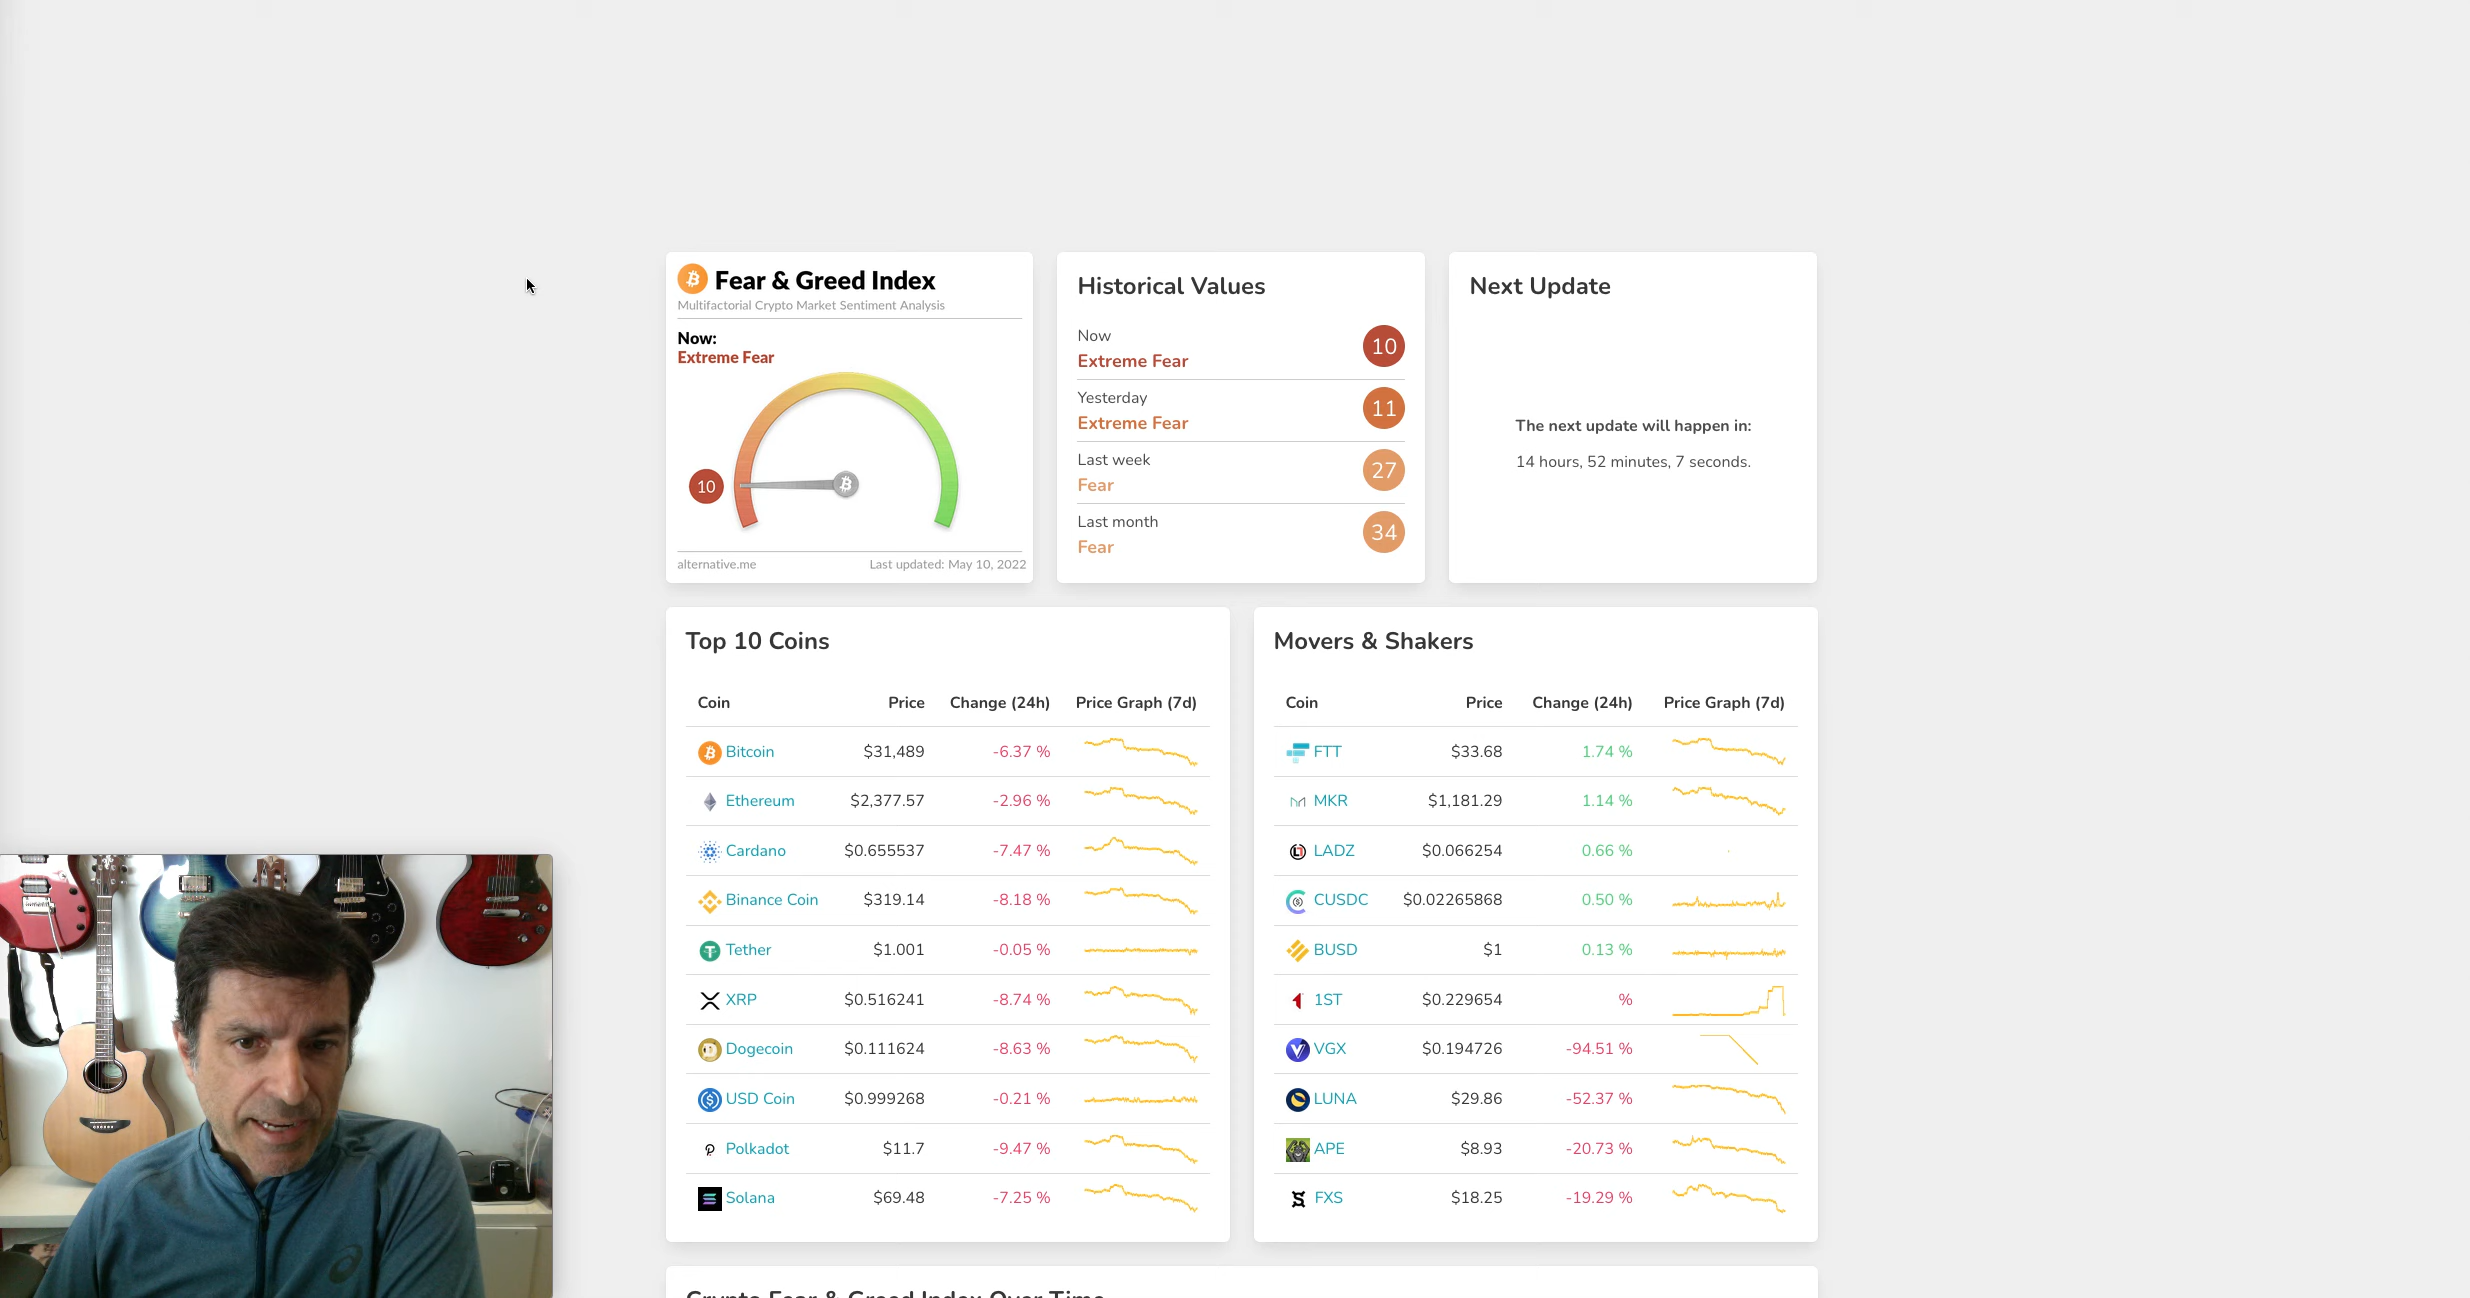 Fear & Greed Index
Multifactorial Crypto Market Sentiment Analysis
Now:
Extreme Fear
10
alternative.me Last updated: May 10, 2022
Historical Values
Now
Extreme Fear 10
Yesterday
Extreme Fear 11
Last week
Fear 27
Last month
Fear 34
Next Update
The next update will happen in:
14 hours, 52 minutes, 7 seconds.
Top 10 Coins
Coin Price Change (24h) Price Graph (7d)
Bitcoin $31,489 -6.37 %
Ethereum $2,377.57 -2.96 %
Cardano $0.655537 -7.47 %
Binance Coin $319.14 -8.18 %
Tether $1.001 -0.05 %
XRP $0.516241 -8.74 %
Dogecoin $0.111624 -8.63 %
USD Coin $0.999268 -0.21 %
Polkadot $11.7 -9.47 %
Solana $69.48 -7.25 %
Movers & Shakers
Coin Price Change (24h) Price Graph (7d)
FTT $33.68 1.74 %
MKR $1,181.29 1.14 %
LADZ $0.066254 0.66 %
CUSDC $0.02265868 0.50 %
BUSD $1 0.13 %
1ST $0.229654 %
VGX $0.194726 -94.51 %
LUNA $29.86 -52.37 %
APE $8.93 -20.73 %
FXS $18.25 -19.29 %
Crypto Fear & Greed Index Over Time